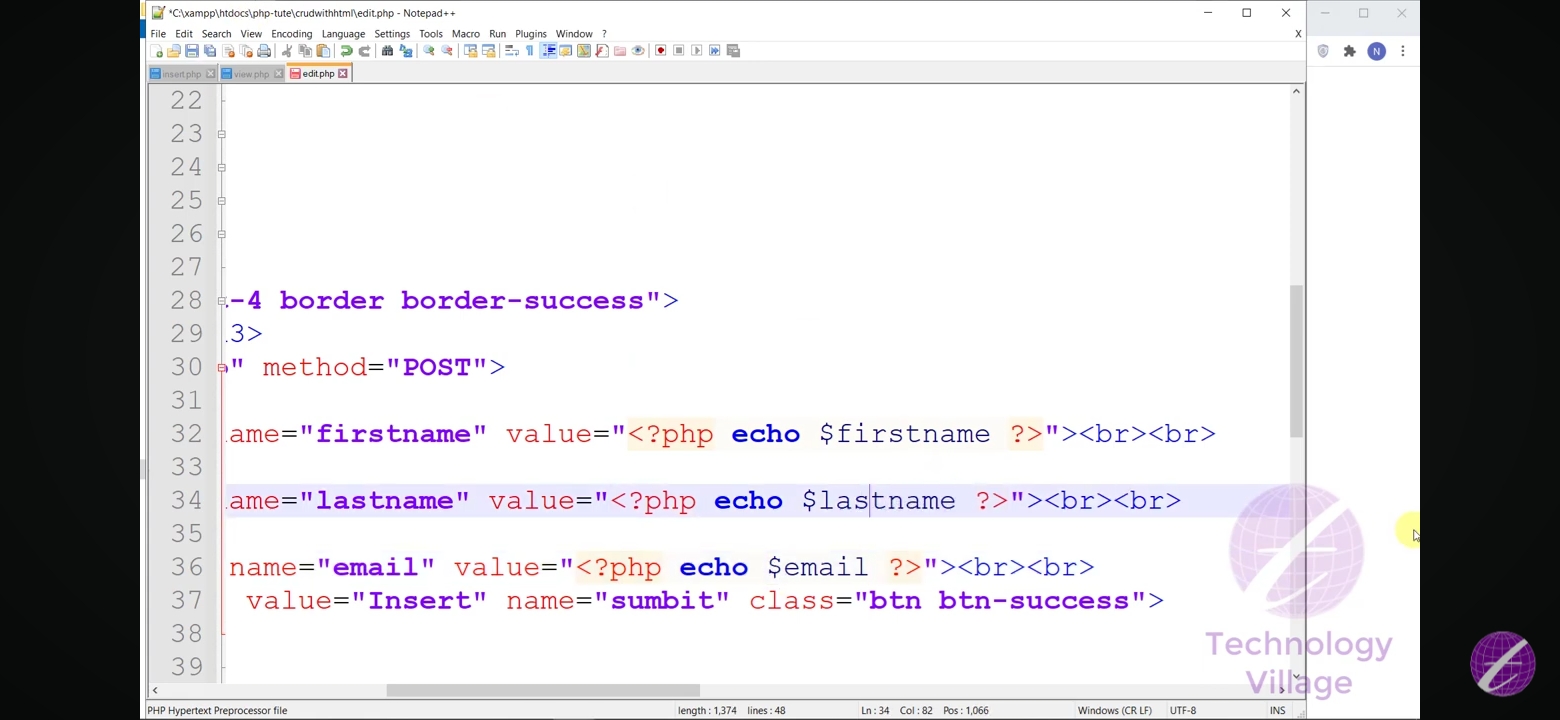 *C:\xampp\htdocs\php-tute\crudwithhtml\edit.php - Notepad++
File Edit Search View Encoding Language Settings Tools Macro Run Plugins Window ? X
N
insert.php view.php edit.php
22
23
24
25
26
27
28 -4 border border-success">
29 3>
30 " method="POST">
31
32 ame="firstname" value="<?php echo $firstname ?>"><br><br>
33
34 ame="lastname" value="<?php echo $lastname ?>"><br><br>
35
36 name="email" value="<?php echo $email ?>"><br><br>
37 value="Insert" name="sumbit" class="btn btn-success">
38
39
Technology
Village
PHP Hypertext Preprocessor file length : 1,374 lines : 48 Ln : 34 Col : 82 Pos : 1,066 Windows (CR LF) UTF-8 INS